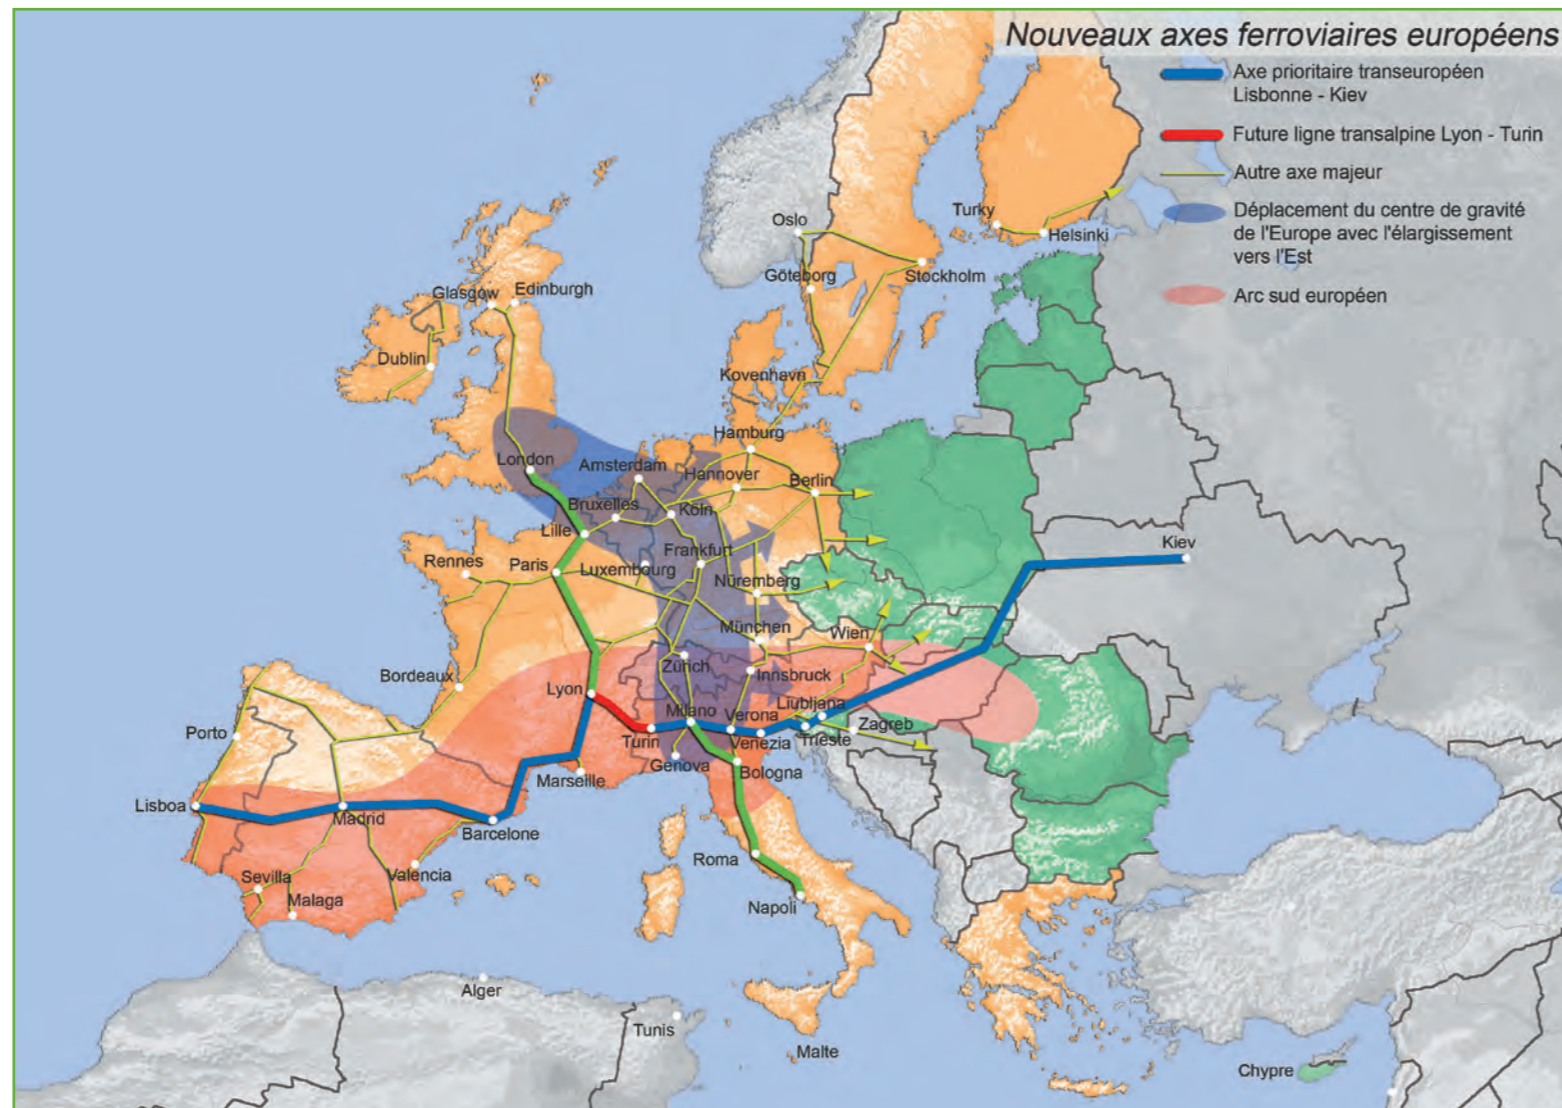 Nouveaux axes ferroviaires européens
Axe prioritaire transeuropéen
Lisbonne - Kiev
Future ligne transalpine Lyon - Turin
Autre axe majeur
Déplacement du centre de gravité
de l'Europe avec l'élargissement
vers l'Est
Arc sud européen
Oslo
Turky
Helsinki
Stockholm
Göteborg
Glasgow
Edinburgh
Dublin
Kovenhavn
Hamburg
London
Amsterdam
Hannover
Berlin
Bruxelles
Köln
Lille
Kiev
Rennes
Paris
Luxembourg
Frankfurt
Nüremberg
München
Wien
Zürich
Innsbruck
Bordeaux
Lyon
Milano
Verona
Liubljana
Porto
Turin
Venezia
Trieste
Zagreb
Genova
Bologna
Marseille
Lisboa
Madrid
Barcelone
Roma
Sevilla
Valencia
Malaga
Napoli
Alger
Tunis
Malte
Chypre